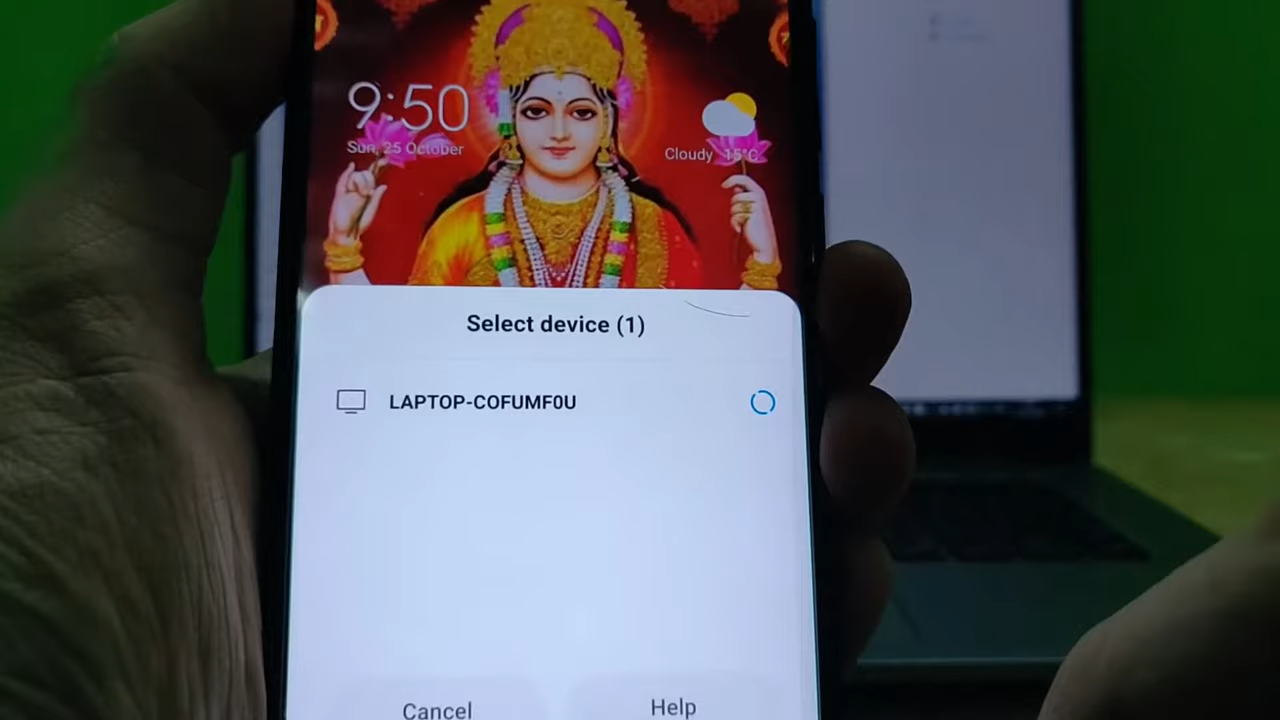 9:50
Sun, 25 October
Cloudy 15°C
Select device (1)
LAPTOP-COFUMF0U
Cancel
Help